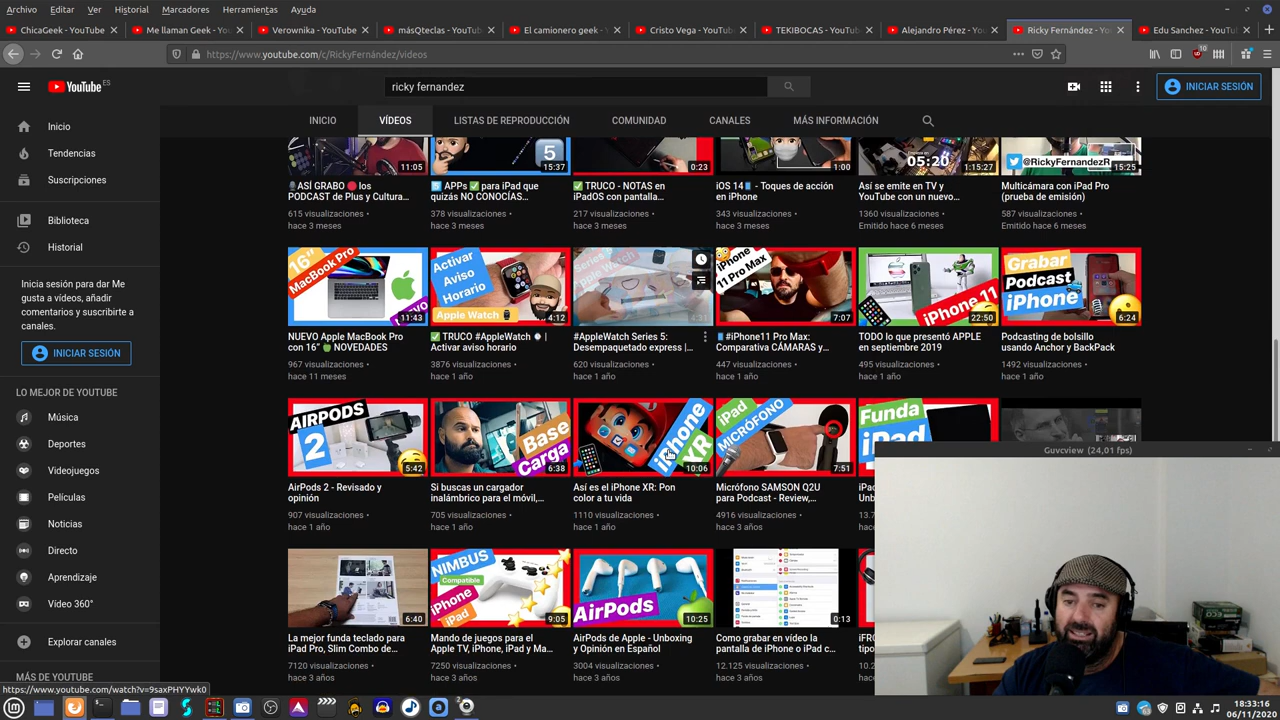 Archivo Editar Ver Historial Marcadores Herramientas Ayuda
ChicaGeek - YouTube Me llaman Geek - YouTub Verownika - YouTube másQteclas - YouTube El camionero geek - YouT Cristo Vega - YouTube TEKIBOCAS - YouTube Alejandro Pérez - YouTub Ricky Fernández - Yo Edu Sanchez - YouTube
https://www.youtube.com/c/RickyFernández/videos 10
YouTube ES
ricky fernandez
INICIAR SESIÓN
INICIO VÍDEOS LISTAS DE REPRODUCCIÓN COMUNIDAD CANALES MÁS INFORMACIÓN
Inicio
Tendencias
Suscripciones
Biblioteca
Historial
Inicia sesión para dar Me
gusta a vídeos, añadir
comentarios y suscribirte a
canales.
INICIAR SESIÓN
LO MEJOR DE YOUTUBE
Música
Deportes
Videojuegos
Películas
Noticias
Directo
Aprendizaje
Vídeo 360°
Explorar canales
MÁS DE YOUTUBE
https://www.youtube.com/watch?v=9saxPHYYwk0
11:05
5
15:37
0:23
1:00
05:20
1:15:27
@RickyFernandezR
15:25
ASÍ GRABO los
PODCAST de Plus y Cultura...
615 visualizaciones •
hace 3 meses
APPs para iPad que
quizás NO CONOCÍAS...
378 visualizaciones •
hace 3 meses
TRUCO - NOTAS en
iPadOS con pantalla...
217 visualizaciones •
hace 3 meses
iOS 14 - Toques de acción
en iPhone
343 visualizaciones •
hace 3 meses
Así se emite en TV y
YouTube con un nuevo...
1360 visualizaciones •
Emitido hace 6 meses
Multicámara con iPad Pro
(prueba de emisión)
587 visualizaciones •
Emitido hace 6 meses
16"
MacBook Pro
11:43
Activar
Aviso
Horario
Apple Watch
4:12
iPhone
11 Pro Max
7:07
iPhone 11
22:50
Grabar
Podcast
iPhone
6:24
NUEVO Apple MacBook Pro
con 16" NOVEDADES
967 visualizaciones •
hace 11 meses
TRUCO #AppleWatch |
Activar aviso horario
3876 visualizaciones •
hace 1 año
#AppleWatch Series 5:
Desempaquetado express |...
620 visualizaciones •
hace 1 año
#iPhone11 Pro Max:
Comparativa CÁMARAS y...
447 visualizaciones •
hace 1 año
TODO lo que presentó APPLE
en septiembre 2019
495 visualizaciones •
hace 1 año
Podcasting de bolsillo
usando Anchor y BackPack
1492 visualizaciones •
hace 1 año
AIRPODS
2
5:42
Base
Carga
6:38
iPhone
XR
10:06
iPad
MICRÓFONO
7:51
Funda
iPad
AirPods 2 - Revisado y
opinión
907 visualizaciones •
hace 1 año
Si buscas un cargador
inalámbrico para el móvil,...
705 visualizaciones •
hace 1 año
Así es el iPhone XR: Pon
color a tu vida
1110 visualizaciones •
hace 1 año
Micrófono SAMSON Q2U
para Podcast - Review,...
4916 visualizaciones •
hace 3 años
6:40
NIMBUS
Compatible
iPhone
iPad
9:05
AirPods
10:25
0:13
La mejor funda teclado para
iPad Pro, Slim Combo de...
7120 visualizaciones •
hace 3 años
Mando de juegos para el
Apple TV, iPhone, iPad y Ma...
7665 visualizaciones •
AirPods de Apple - Unboxing
y Opinión en Español
3004 visualizaciones •
hace 3 años
Como grabar en vídeo la
pantalla de iPhone o iPad c...
12.125 visualizaciones •
Guvcview (24,01 fps)
18:33:16
06/11/2020